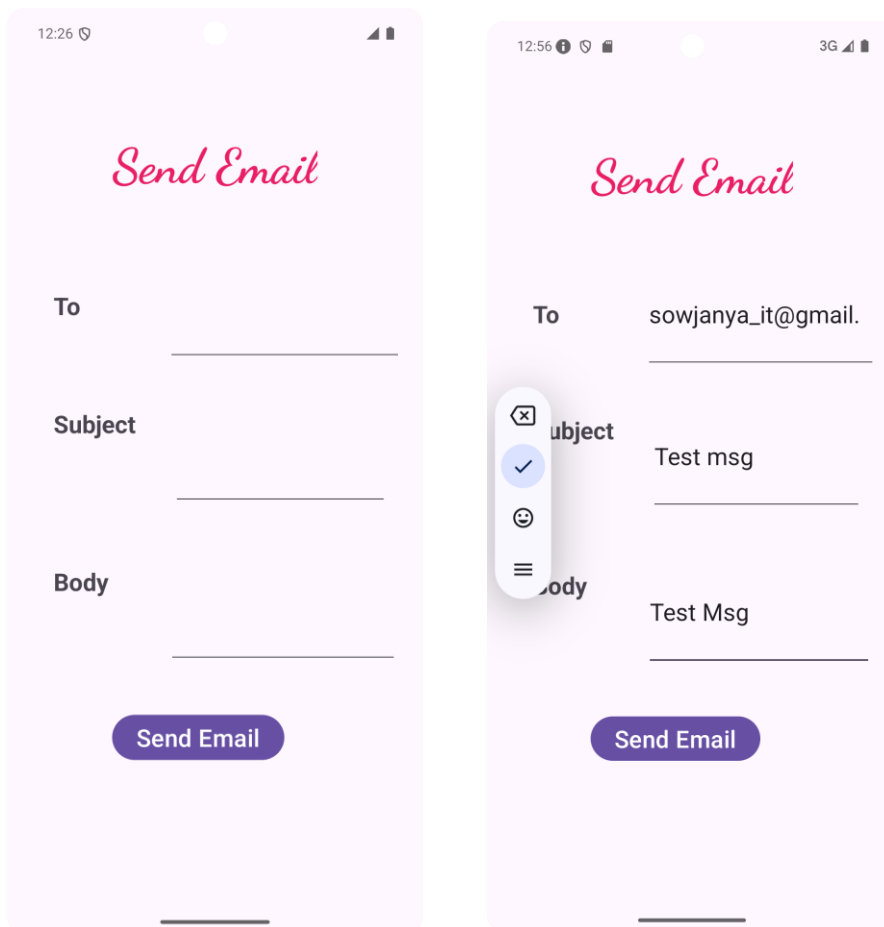 12:26
Send Email
To
Subject
Body
Send Email
12:56 3G
Send Email
To sowjanya_it@gmail.
ubject
Test msg
ody
Test Msg
Send Email